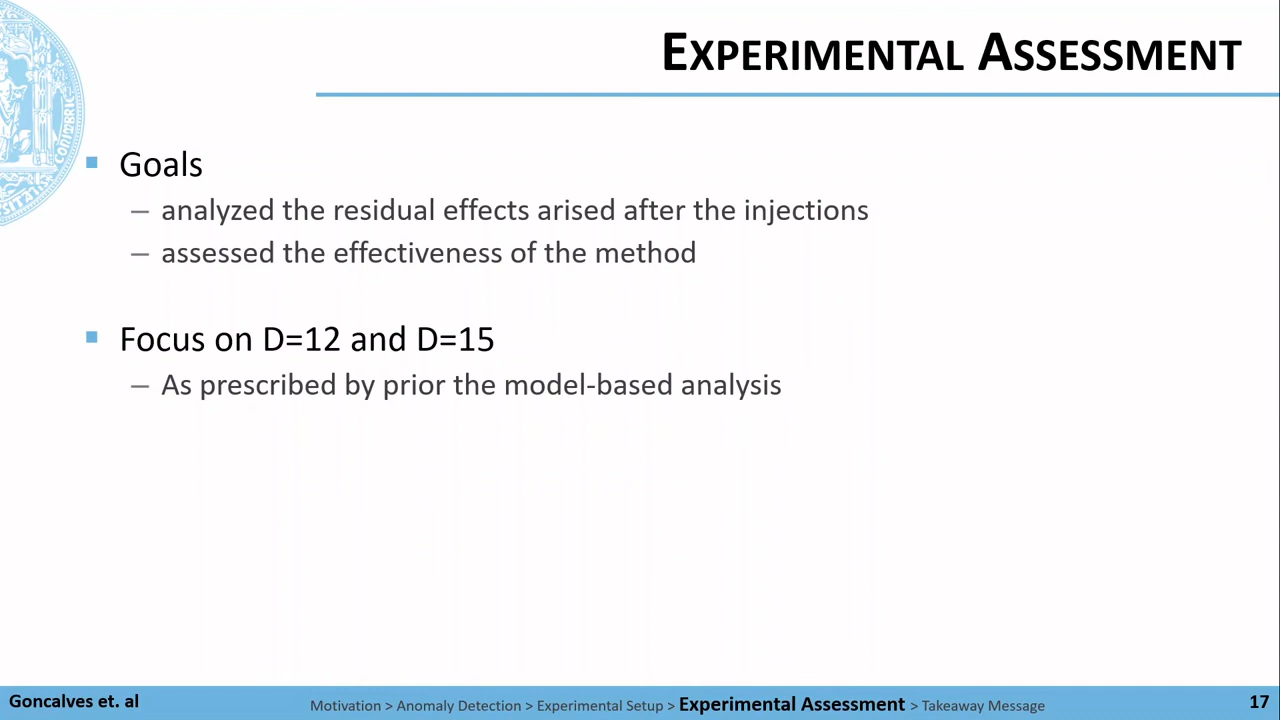 EXPERIMENTAL ASSESSMENT
▪ Goals
– analyzed the residual effects arised after the injections
– assessed the effectiveness of the method
▪ Focus on D=12 and D=15
– As prescribed by prior the model-based analysis
Goncalves et. al
Motivation > Anomaly Detection > Experimental Setup > Experimental Assessment > Takeaway Message
17